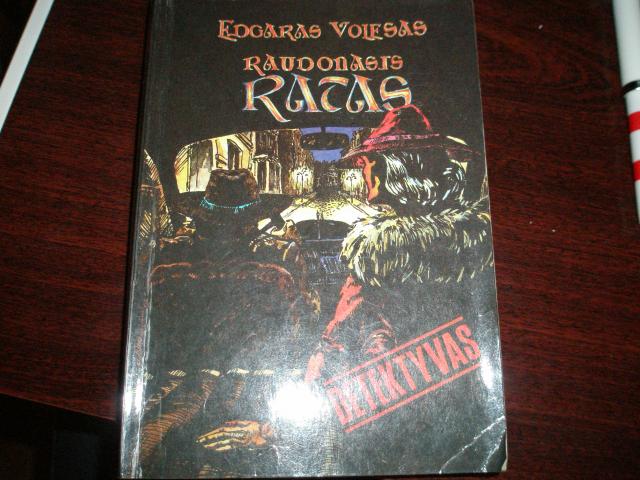 EDGARAS VOLESAS
RAUDONASIS
RATAS
DETEKTYVAS